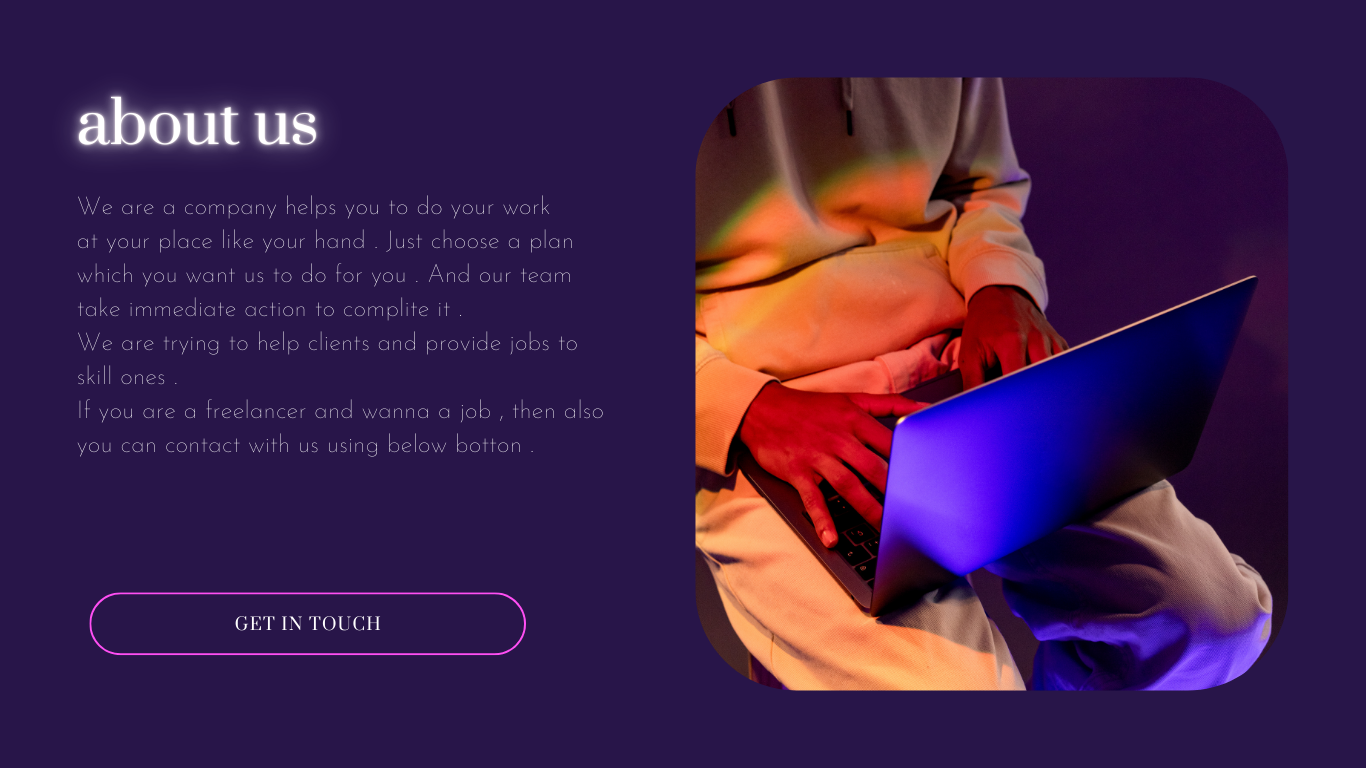 about us
We are a company helps you to do your work
at your place like your hand . Just choose a plan
which you want us to do for you . And our team
take immediate action to complite it .
We are trying to help clients and provide jobs to
skill ones .
If you are a freelancer and wanna a job , then also
you can contact with us using below botton .
GET IN TOUCH